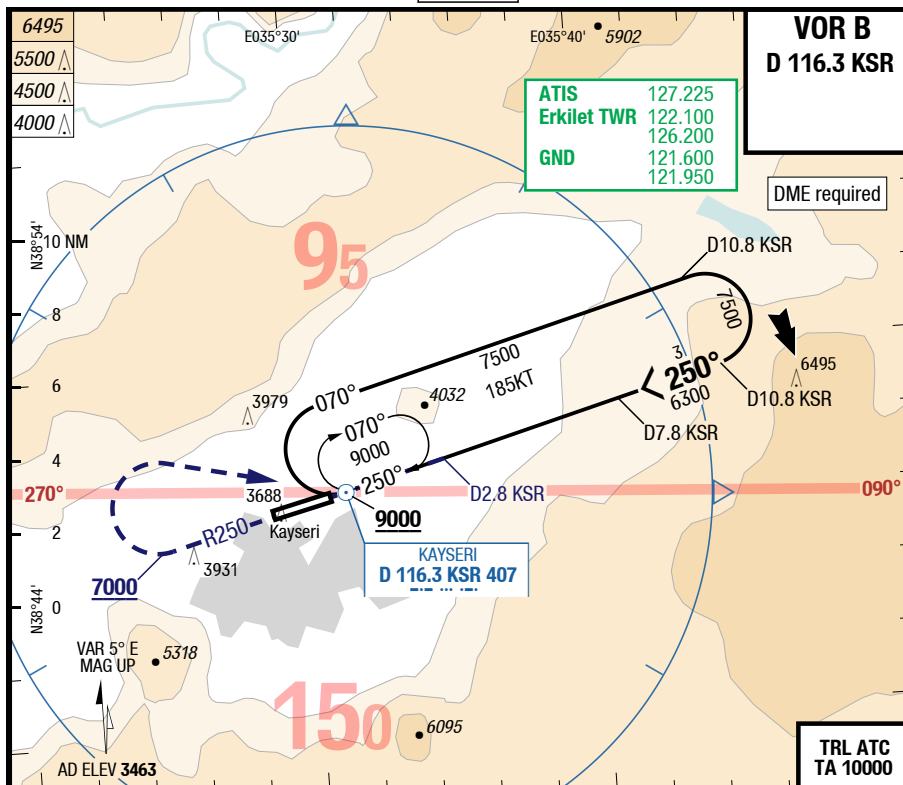 6495
5500
4500
4000
E035°30'
E035°40'
5902
VOR B
D 116.3 KSR
ATIS 127.225
Erkilet TWR 122.100
126.200
GND 121.600
121.950
DME required
N38°54'
10 NM
95
D10.8 KSR
7500
8
7500
185KT
3
250°
6300
6495
D10.8 KSR
6
3979
070°
4032
070°
9000
D7.8 KSR
4
250°
270°
3688
D2.8 KSR
090°
9000
R250
Kayseri
2
3931
7000
KAYSERI
D 116.3 KSR 407
N38°44'
0
VAR 5° E
MAG UP
5318
150
6095
AD ELEV 3463
TRL ATC
TA 10000